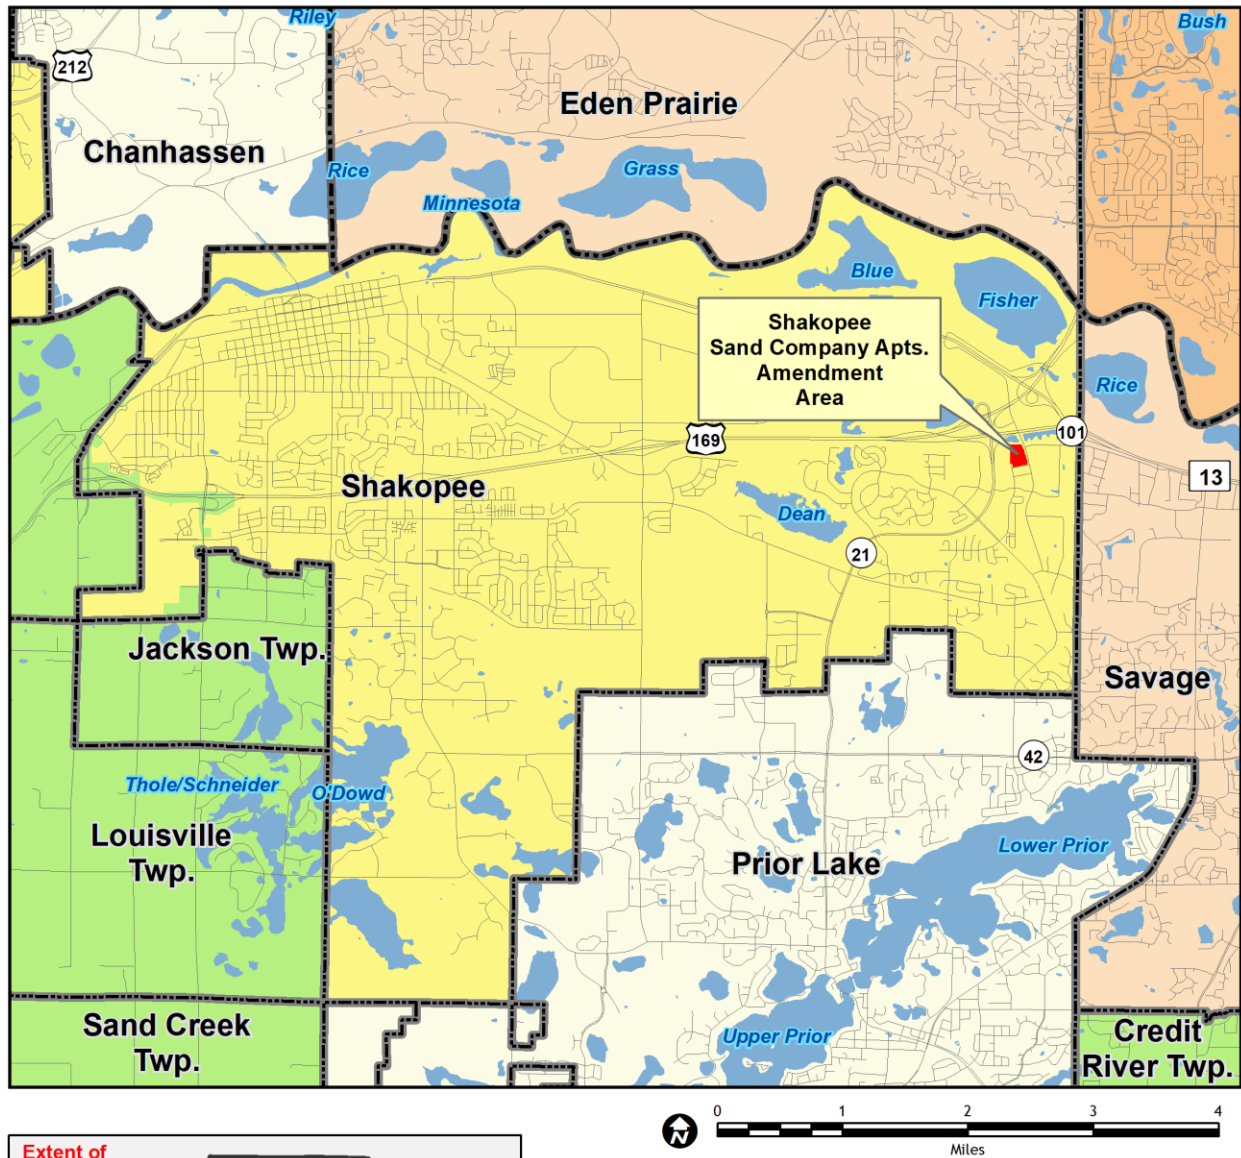 Riley
Bush
212
Eden Prairie
Chanhassen
Rice
Grass
Minnesota
Blue
Fisher
Shakopee
Sand Company Apts.
Amendment
Area
Rice
169
101
13
Shakopee
Dean
21
Jackson Twp.
Savage
42
Thole/Schneider
O'Dowd
Louisville
Twp.
Lower Prior
Prior Lake
Sand Creek
Twp.
Upper Prior
Credit
River Twp.
N
0 1 2 3 4
Miles
Extent of